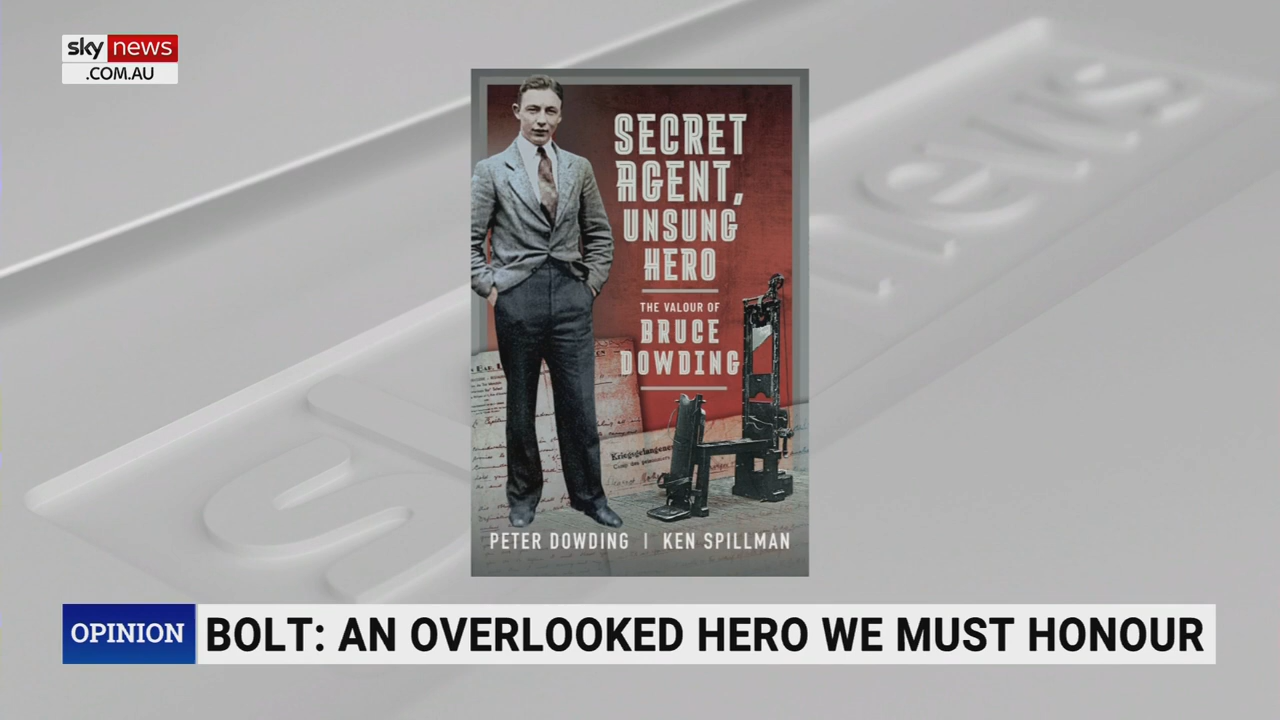 sky news
.COM.AU
SECRET
AGENT,
UNSUNG
HERO
THE VALOUR OF
BRUCE
DOWDING
Kriegsgefangene
PETER DOWDING | KEN SPILLMAN
OPINION
BOLT: AN OVERLOOKED HERO WE MUST HONOUR